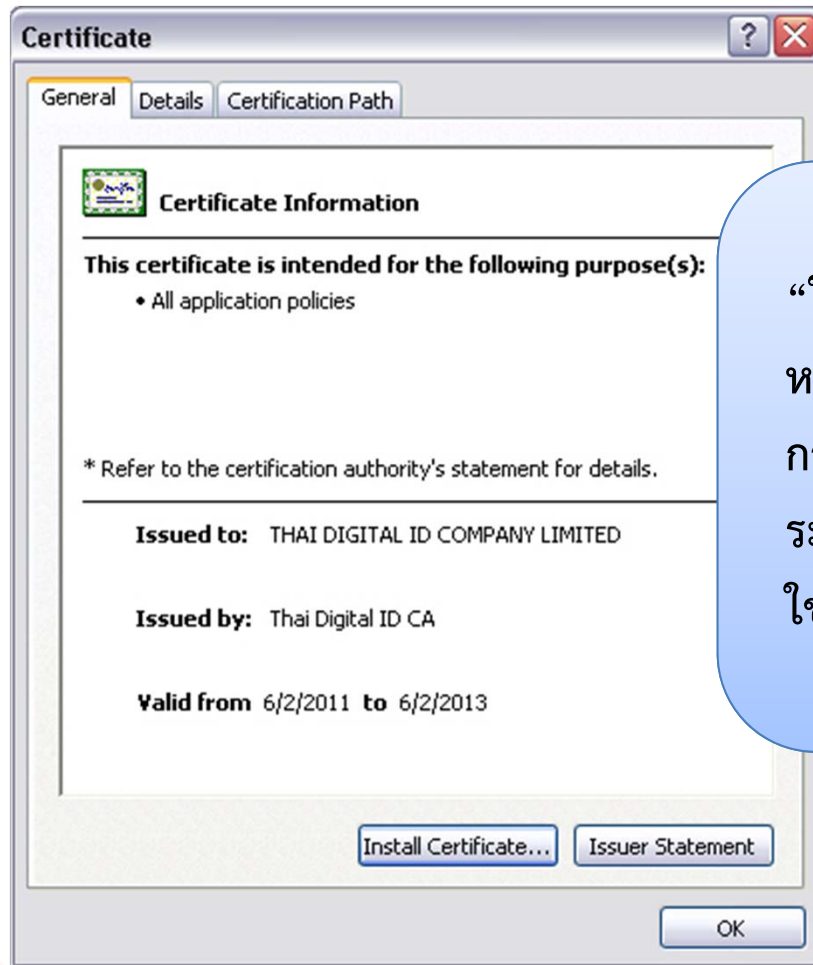 Certificate
General Details Certification Path
Certificate Information
This certificate is intended for the following purpose(s):
• All application policies
* Refer to the certification authority's statement for details.
Issued to: THAI DIGITAL ID COMPANY LIMITED
Issued by: Thai Digital ID CA
Valid from 6/2/2011 to 6/2/2013
Install Certificate... Issuer Statement
OK